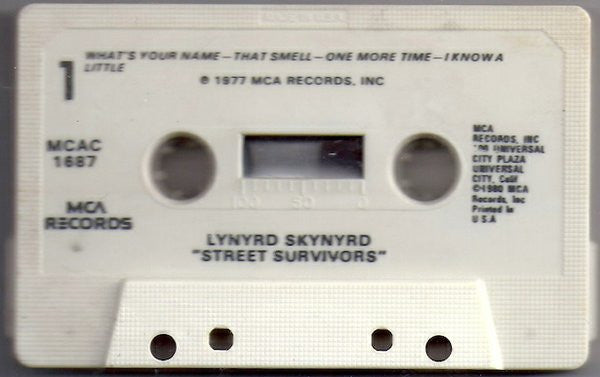 WHAT'S YOUR NAME—THAT SMELL—ONE MORE TIME—I KNOW A
LITTLE
1
℗ 1977 MCA RECORDS, INC
MCAC
1687
MCA
RECORDS
MCA
RECORDS, INC
UNIVERSAL
CITY PLAZA
UNIVERSAL
CITY, Calif
©1980 MCA
Records, Inc
Printed in
U S A
100 50 0
LYNYRD SKYNYRD
"STREET SURVIVORS"